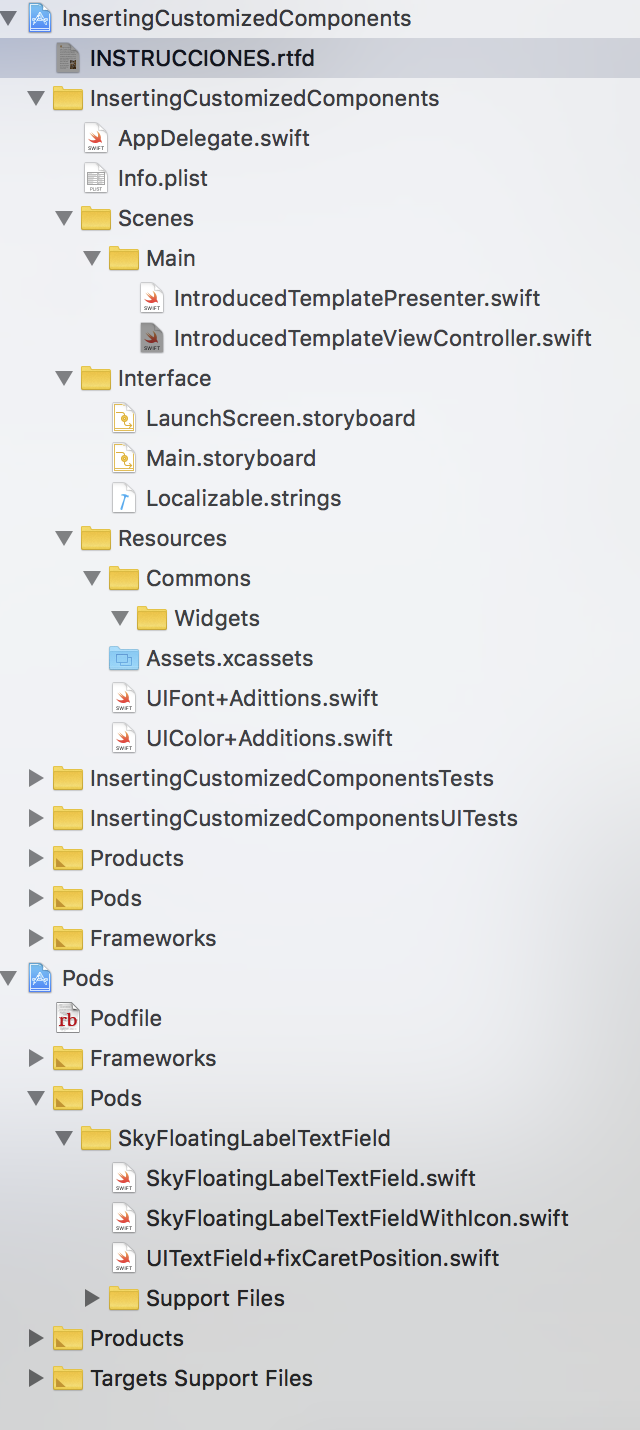 InsertingCustomizedComponents
INSTRUCCIONES.rtfd
InsertingCustomizedComponents
AppDelegate.swift
Info.plist
Scenes
Main
IntroducedTemplatePresenter.swift
IntroducedTemplateViewController.swift
Interface
LaunchScreen.storyboard
Main.storyboard
Localizable.strings
Resources
Commons
Widgets
Assets.xcassets
UIFont+Adittions.swift
UIColor+Additions.swift
InsertingCustomizedComponentsTests
InsertingCustomizedComponentsUITests
Products
Pods
Frameworks
Pods
rb Podfile
Frameworks
Pods
SkyFloatingLabelTextField
SkyFloatingLabelTextField.swift
SkyFloatingLabelTextFieldWithIcon.swift
UITextField+fixCaretPosition.swift
Support Files
Products
Targets Support Files